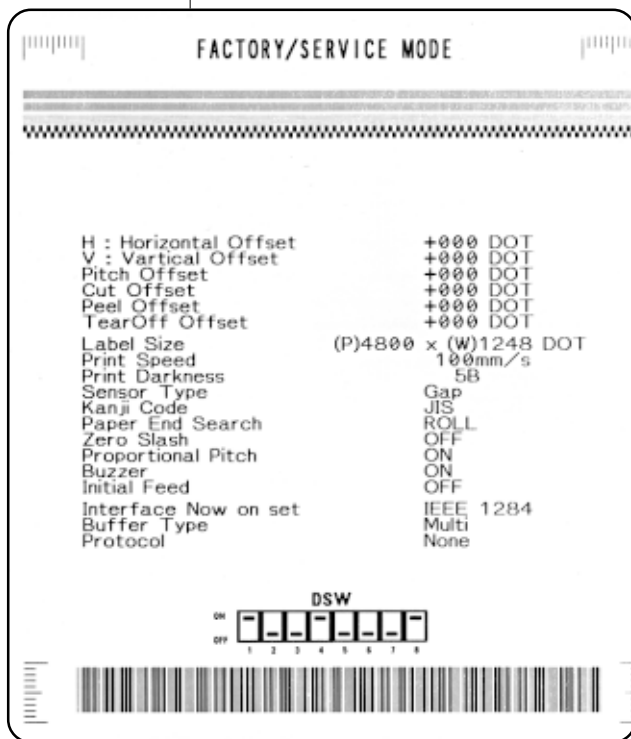 FACTORY/SERVICE MODE
H : Horizontal Offset +000 DOT
V : Vartical Offset +000 DOT
Pitch Offset +000 DOT
Cut Offset +000 DOT
Peel Offset +000 DOT
TearOff Offset +000 DOT
Label Size (P)4800 x (W)1248 DOT
Print Speed 100mm/s
Print Darkness 5B
Sensor Type Gap
Kanji Code JIS
Paper End Search ROLL
Zero Slash OFF
Proportional Pitch ON
Buzzer ON
Initial Feed OFF
Interface Now on set IEEE 1284
Buffer Type Multi
Protocol None
DSW
ON
OFF
1 2 3 4 5 6 7 8